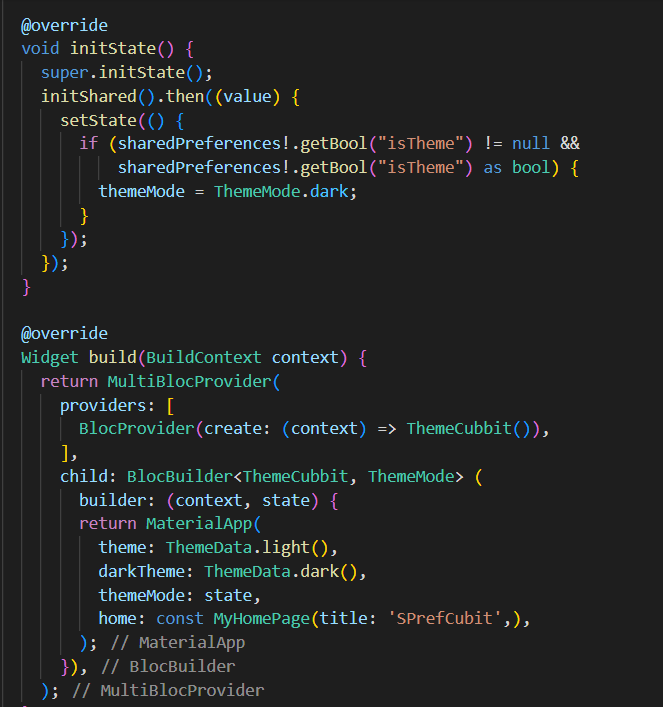 @override
void initState() {
  super.initState();
  initShared().then((value) {
    setState(() {
      if (sharedPreferences!.getBool("isTheme") != null &&
          sharedPreferences!.getBool("isTheme") as bool) {
        themeMode = ThemeMode.dark;
      }
    });
  });
}

@override
Widget build(BuildContext context) {
  return MultiBlocProvider(
    providers: [
      BlocProvider(create: (context) => ThemeCubbit()),
    ],
    child: BlocBuilder<ThemeCubbit, ThemeMode> (
      builder: (context, state) {
      return MaterialApp(
        theme: ThemeData.light(),
        darkTheme: ThemeData.dark(),
        themeMode: state,
        home: const MyHomePage(title: 'SPrefCubit',),
      ); // MaterialApp
    }), // BlocBuilder
  ); // MultiBlocProvider